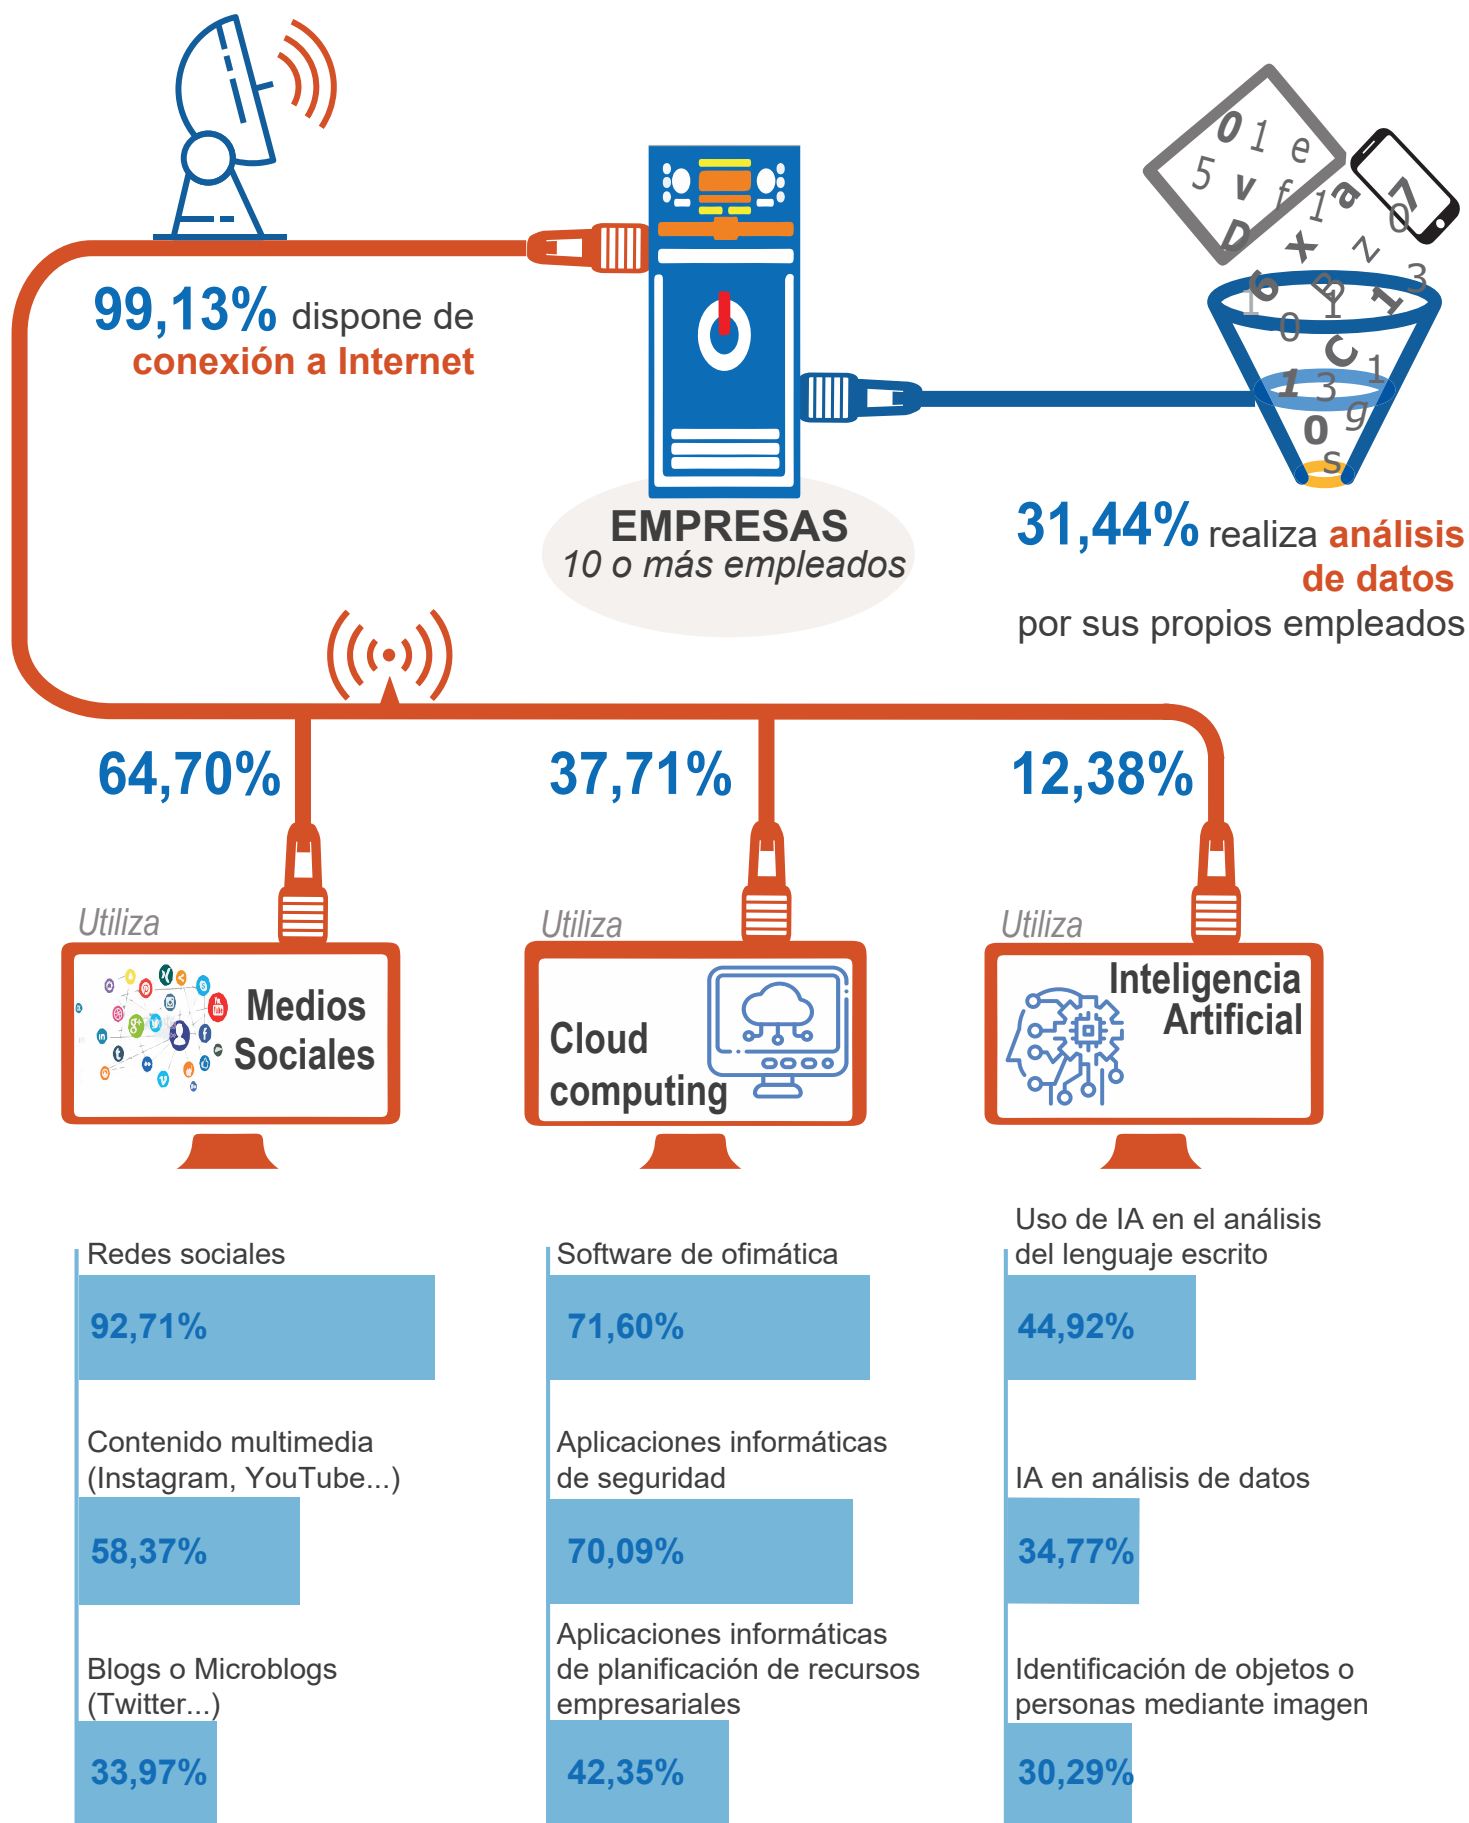 99,13% dispone de
conexión a Internet
EMPRESAS
10 o más empleados
31,44% realiza análisis
de datos
por sus propios empleados
64,70%
37,71%
12,38%
Utiliza
Medios
Sociales
Utiliza
Cloud
computing
Utiliza
Inteligencia
Artificial
Redes sociales
92,71%
Contenido multimedia
(Instagram, YouTube...)
58,37%
Blogs o Microblogs
(Twitter...)
33,97%
Software de ofimática
71,60%
Aplicaciones informáticas
de seguridad
70,09%
Aplicaciones informáticas
de planificación de recursos
empresariales
42,35%
Uso de IA en el análisis
del lenguaje escrito
44,92%
IA en análisis de datos
34,77%
Identificación de objetos o
personas mediante imagen
30,29%